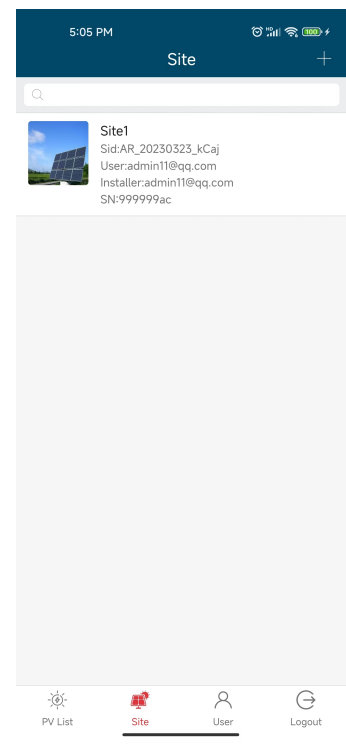 5:05 PM
100
Site
Site1
Sid:AR_20230323_kCaj
User:admin11@qq.com
Installer:admin11@qq.com
SN:999999ac
PV List
Site
User
Logout